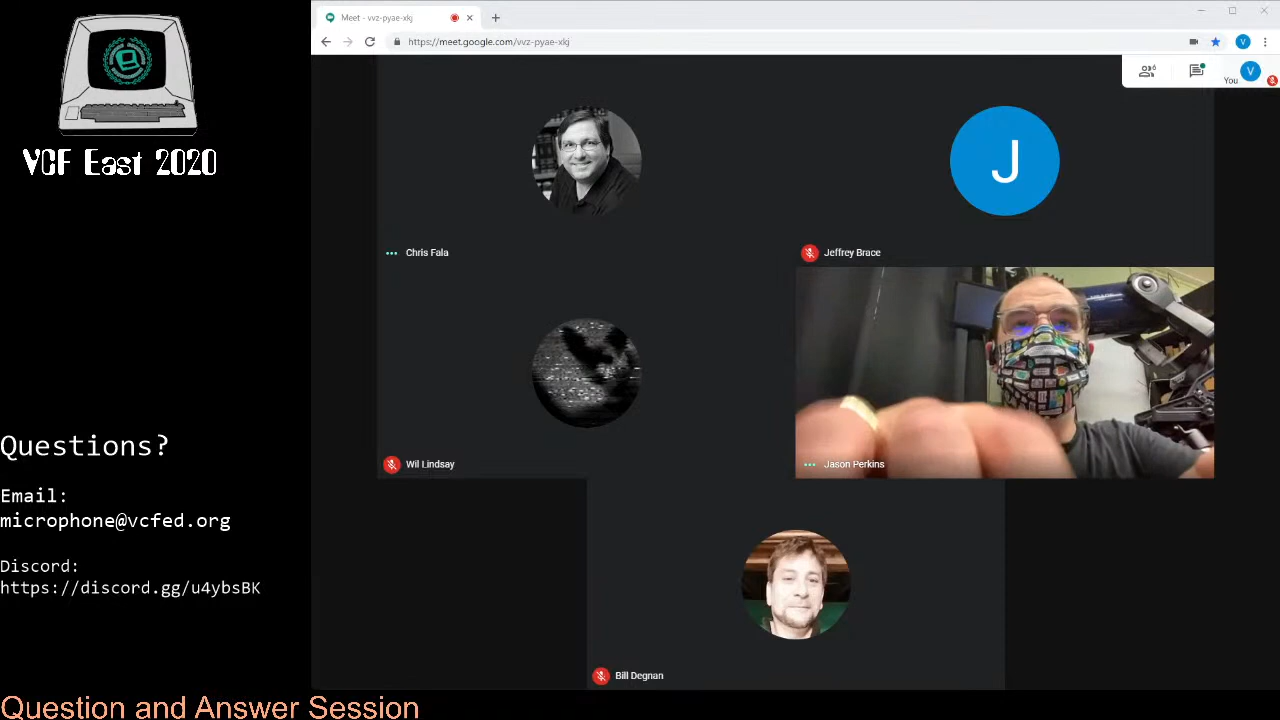 Meet - vvz-pyae-xkj
https://meet.google.com/vvz-pyae-xkj
V
6
You
V
VCF East 2020
J
Chris Fala
Jeffrey Brace
Wil Lindsay
Jason Perkins
Questions?
Email:
microphone@vcfed.org
Discord:
https://discord.gg/u4ybsBK
Bill Degnan
Question and Answer Session